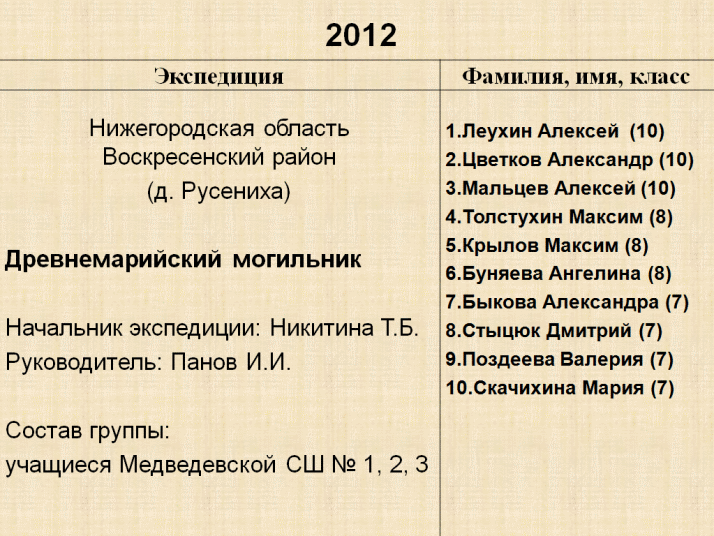 2012
Экспедиция
Фамилия, имя, класс
Нижегородская область
Воскресенский район
(д. Русениха)
Древнемарийский могильник
Начальник экспедиции: Никитина Т.Б.
Руководитель: Панов И.И.
Состав группы:
учащиеся Медведевской СШ № 1, 2, 3
1.Леухин Алексей (10)
2.Цветков Александр (10)
3.Мальцев Алексей (10)
4.Толстухин Максим (8)
5.Крылов Максим (8)
6.Буняева Ангелина (8)
7.Быкова Александра (7)
8.Стыцюк Дмитрий (7)
9.Поздеева Валерия (7)
10.Скачихина Мария (7)